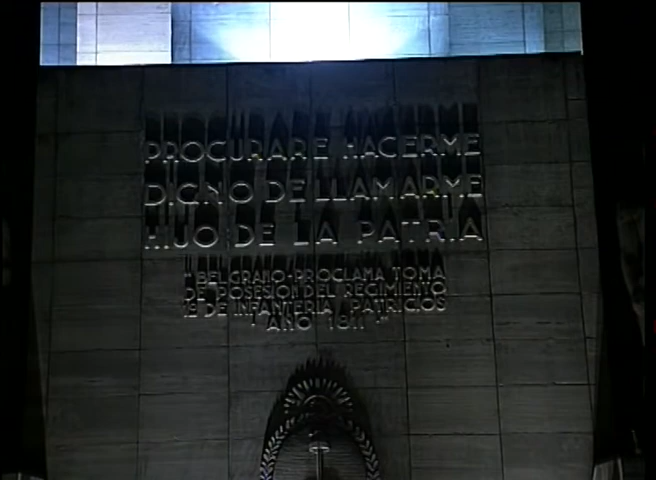 PROCURARE HACERME
DIGNO DE LLAMARME
HIJO DE LA PATRIA
"BELGRANO-PROCLAMA TOMA
DE POSESIÓN DEL REGIMIENTO
1º DE INFANTERIA PATRICIOS
AÑO 1811"